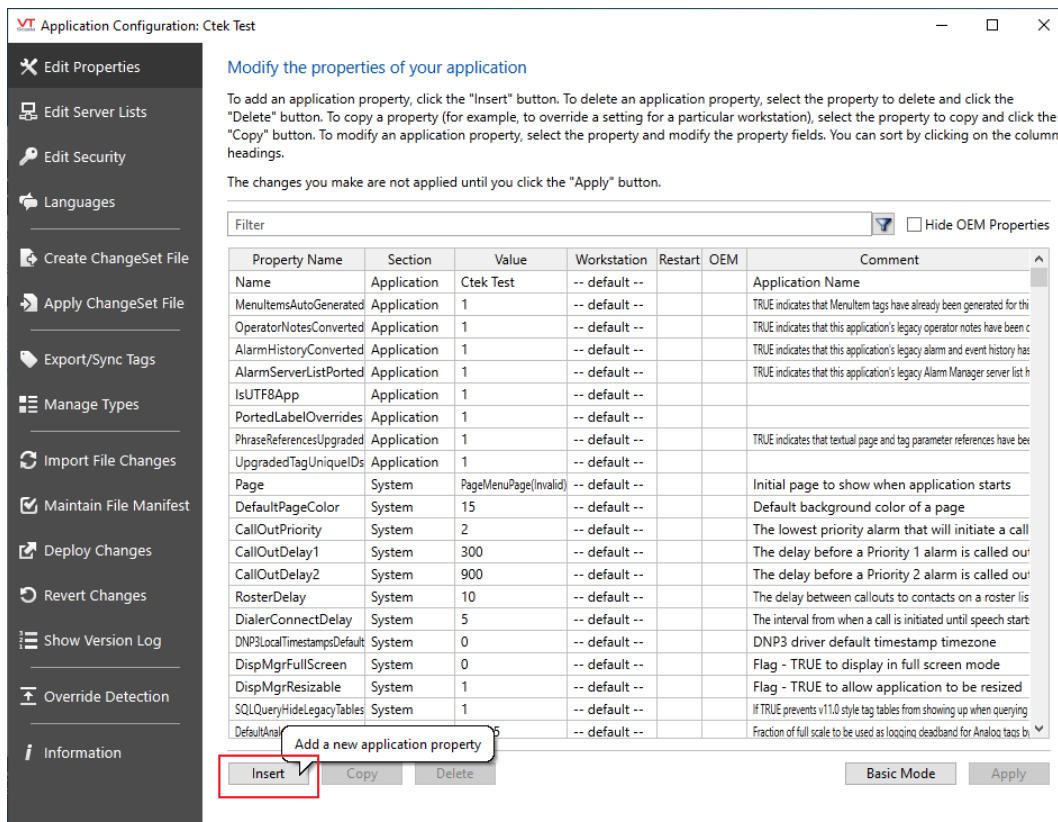 VT Scada Application Configuration: Ctek Test
Edit Properties
Edit Server Lists
Edit Security
Languages
Create ChangeSet File
Apply ChangeSet File
Export/Sync Tags
Manage Types
Import File Changes
Maintain File Manifest
Deploy Changes
Revert Changes
Show Version Log
Override Detection
Information
Modify the properties of your application
To add an application property, click the "Insert" button. To delete an application property, select the property to delete and click the
"Delete" button. To copy a property (for example, to override a setting for a particular workstation), select the property to copy and click the
"Copy" button. To modify an application property, select the property and modify the property fields. You can sort by clicking on the column
headings.
The changes you make are not applied until you click the "Apply" button.
Filter Hide OEM Properties
Property Name Section Value Workstation Restart OEM Comment
Name Application Ctek Test -- default -- Application Name
MenuItemsAutoGenerated Application 1 -- default -- TRUE indicates that MenuItem tags have already been generated for thi
OperatorNotesConverted Application 1 -- default -- TRUE indicates that this application's legacy operator notes have been c
AlarmHistoryConverted Application 1 -- default -- TRUE indicates that this application's legacy alarm and event history has
AlarmServerListPorted Application 1 -- default -- TRUE indicates that this application's legacy Alarm Manager server list h
IsUTF8App Application 1 -- default --
PortedLabelOverrides Application 1 -- default --
PhraseReferencesUpgraded Application 1 -- default -- TRUE indicates that textual page and tag parameter references have bee
UpgradedTagUniqueIDs Application 1 -- default --
Page System PageMenuPage(Invalid) -- default -- Initial page to show when application starts
DefaultPageColor System 15 -- default -- Default background color of a page
CallOutPriority System 2 -- default -- The lowest priority alarm that will initiate a call
CallOutDelay1 System 300 -- default -- The delay before a Priority 1 alarm is called out
CallOutDelay2 System 900 -- default -- The delay before a Priority 2 alarm is called out
RosterDelay System 10 -- default -- The delay between callouts to contacts on a roster lis
DialerConnectDelay System 5 -- default -- The interval from when a call is initiated until speech start
DNP3LocalTimestampsDefault System 0 -- default -- DNP3 driver default timestamp timezone
DispMgrFullScreen System 0 -- default -- Flag - TRUE to display in full screen mode
DispMgrResizable System 1 -- default -- Flag - TRUE to allow application to be resized
SQLQueryHideLegacyTables System 1 -- default -- If TRUE prevents v11.0 style tag tables from showing up when querying
DefaultAnal 5 -- default -- Fraction of full scale to be used as logging deadband for Analog tags by
Add a new application property
Insert Copy Delete Basic Mode Apply